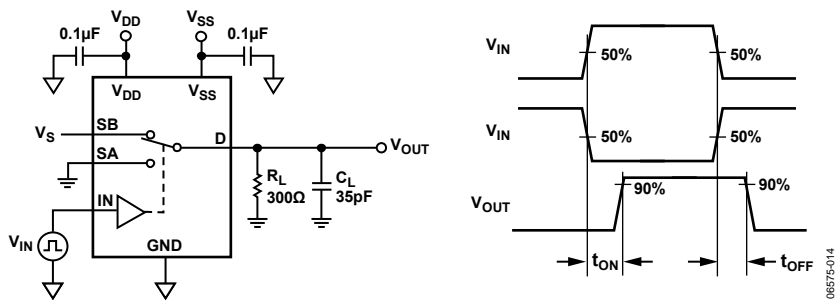 VDD
VSS
0.1µF
0.1µF
VDD
VSS
VS
SB
D
VOUT
SA
RL
300Ω
CL
35pF
IN
VIN
GND
VIN
50%
50%
VIN
50%
50%
VOUT
90%
90%
tON
tOFF
06575-014